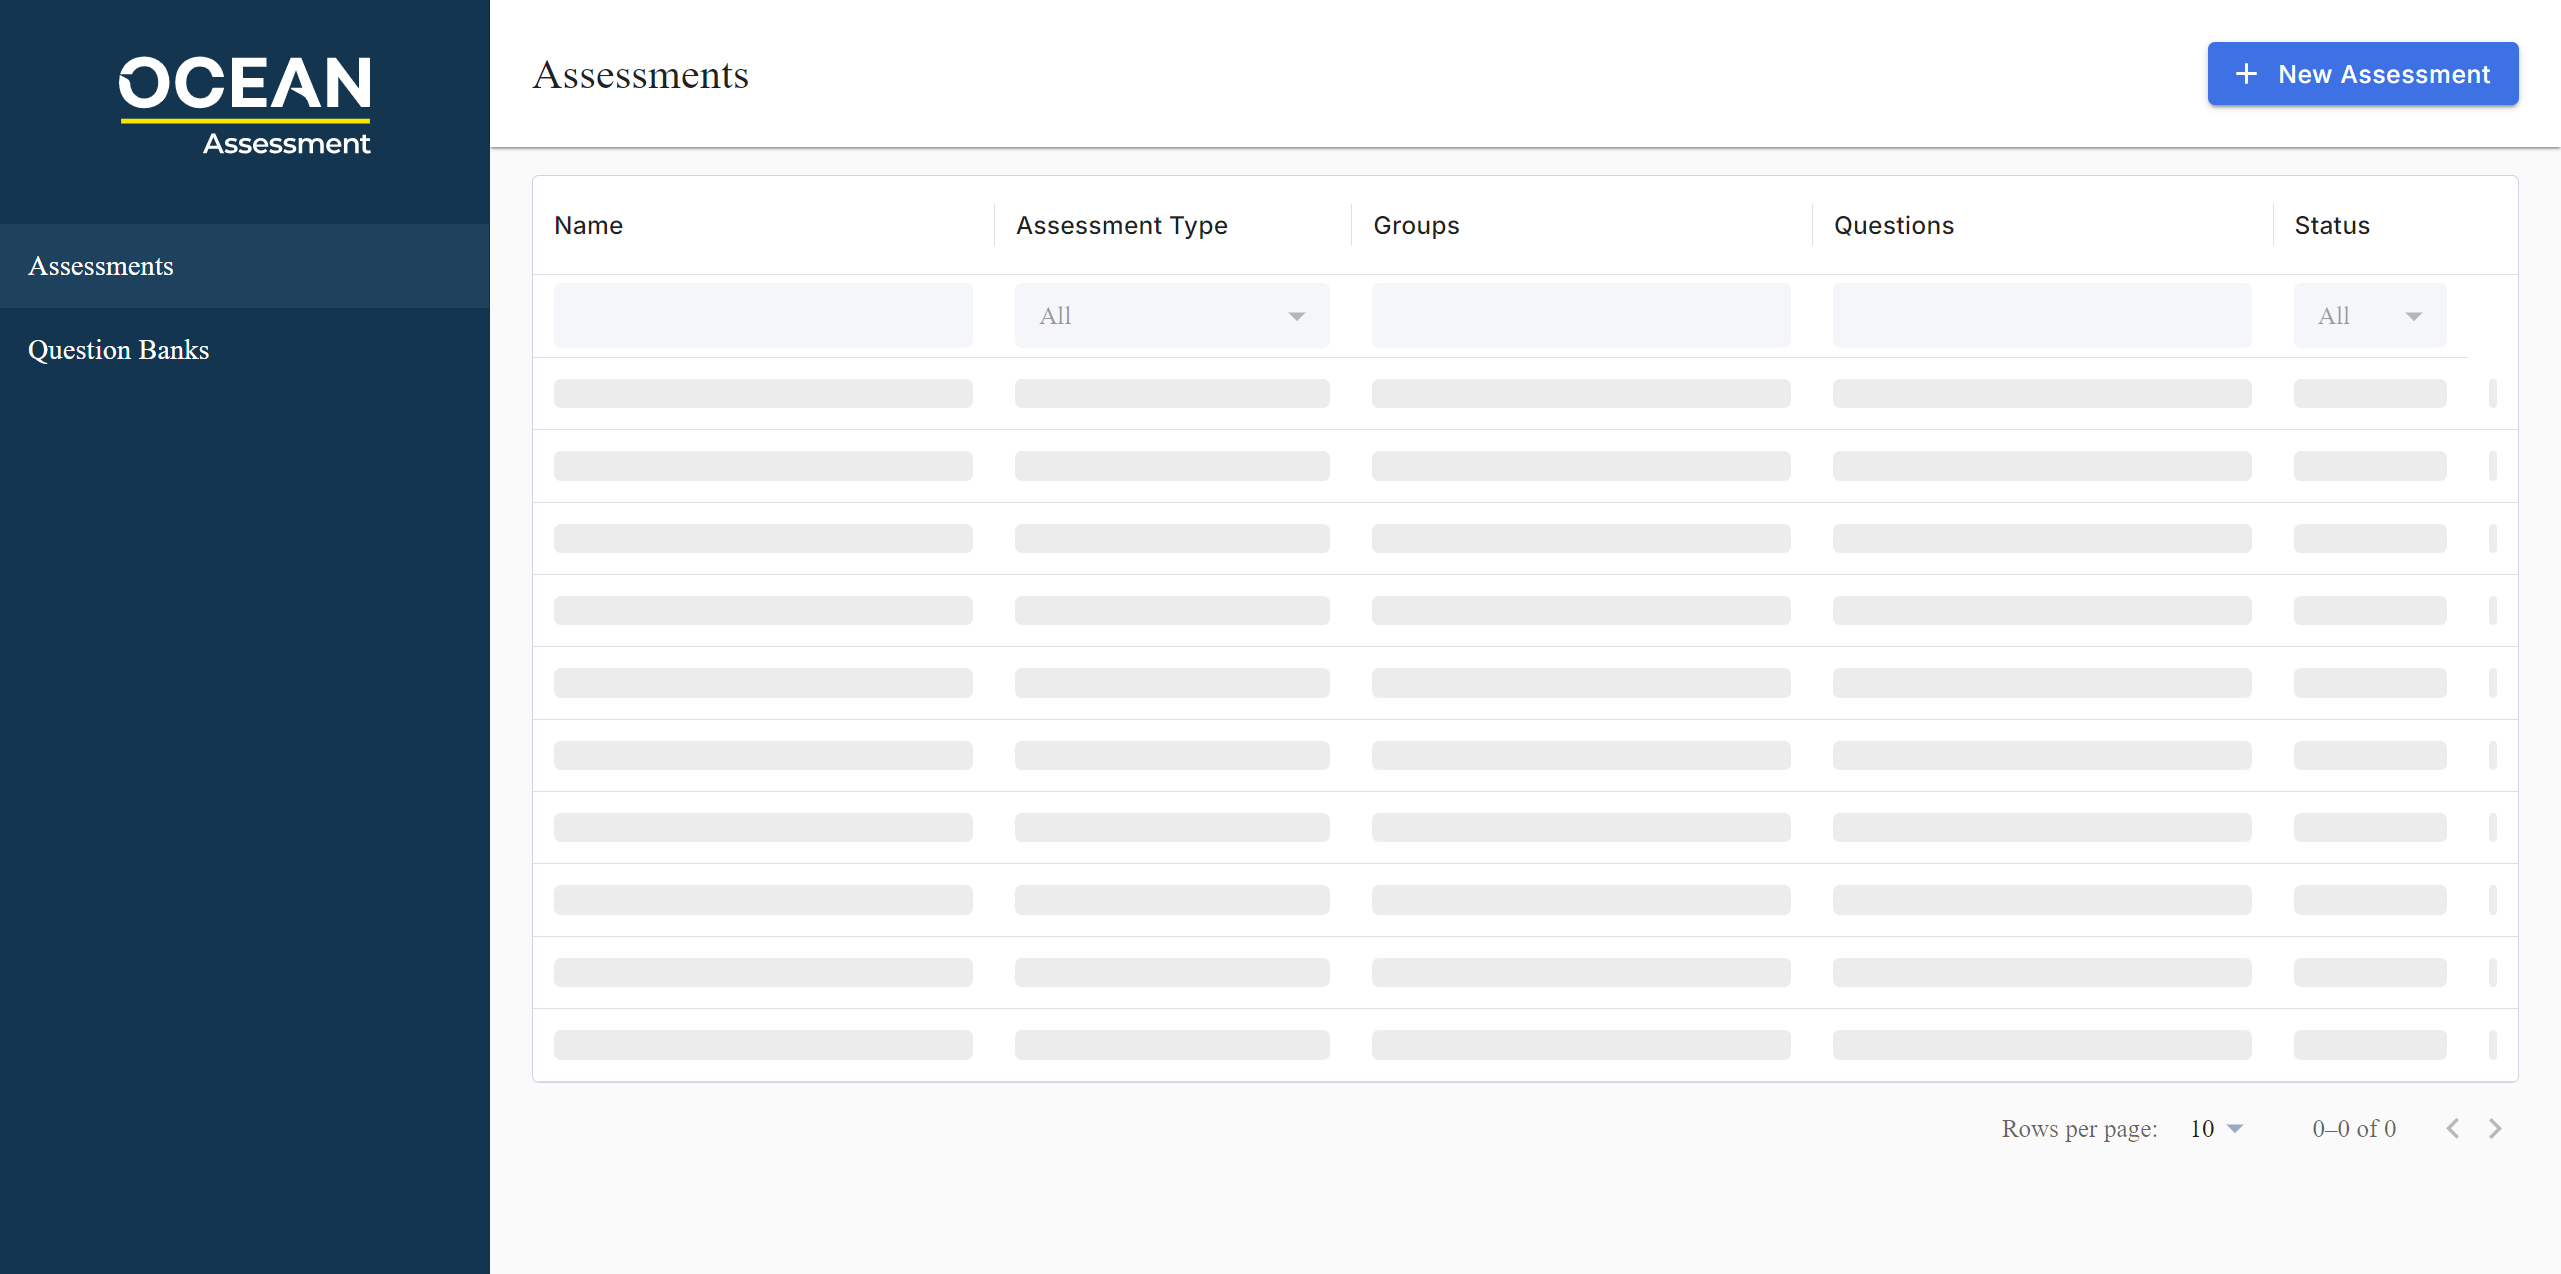 OCEAN
Assessment
Assessments
Question Banks
Assessments
New Assessment
Name Assessment Type Groups Questions Status
All All
Rows per page: 10 0–0 of 0